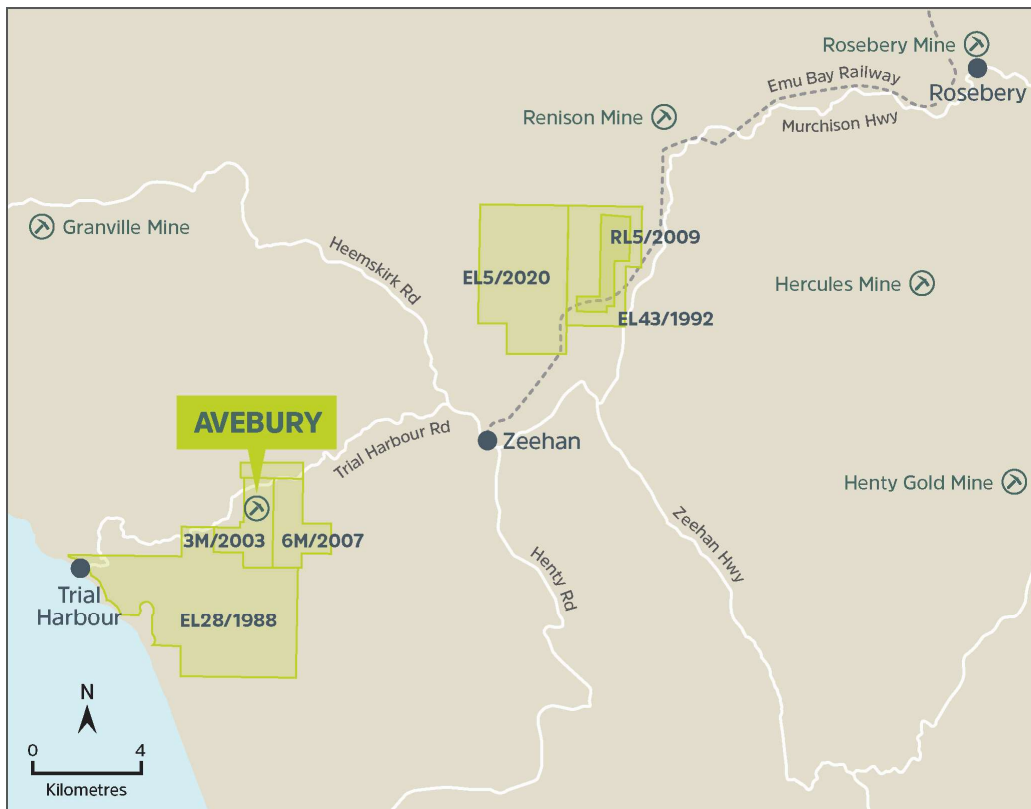 Rosebery Mine
Emu Bay Railway
Rosebery
Renison Mine
Murchison Hwy
Granville Mine
Heemskirk Rd
RL5/2009
EL5/2020
Hercules Mine
EL43/1992
AVEBURY
Trial Harbour Rd
Zeehan
Henty Gold Mine
3M/2003
6M/2007
Zeehan Hwy
Henty Rd
Trial
Harbour
EL28/1988
N
0 4
Kilometres